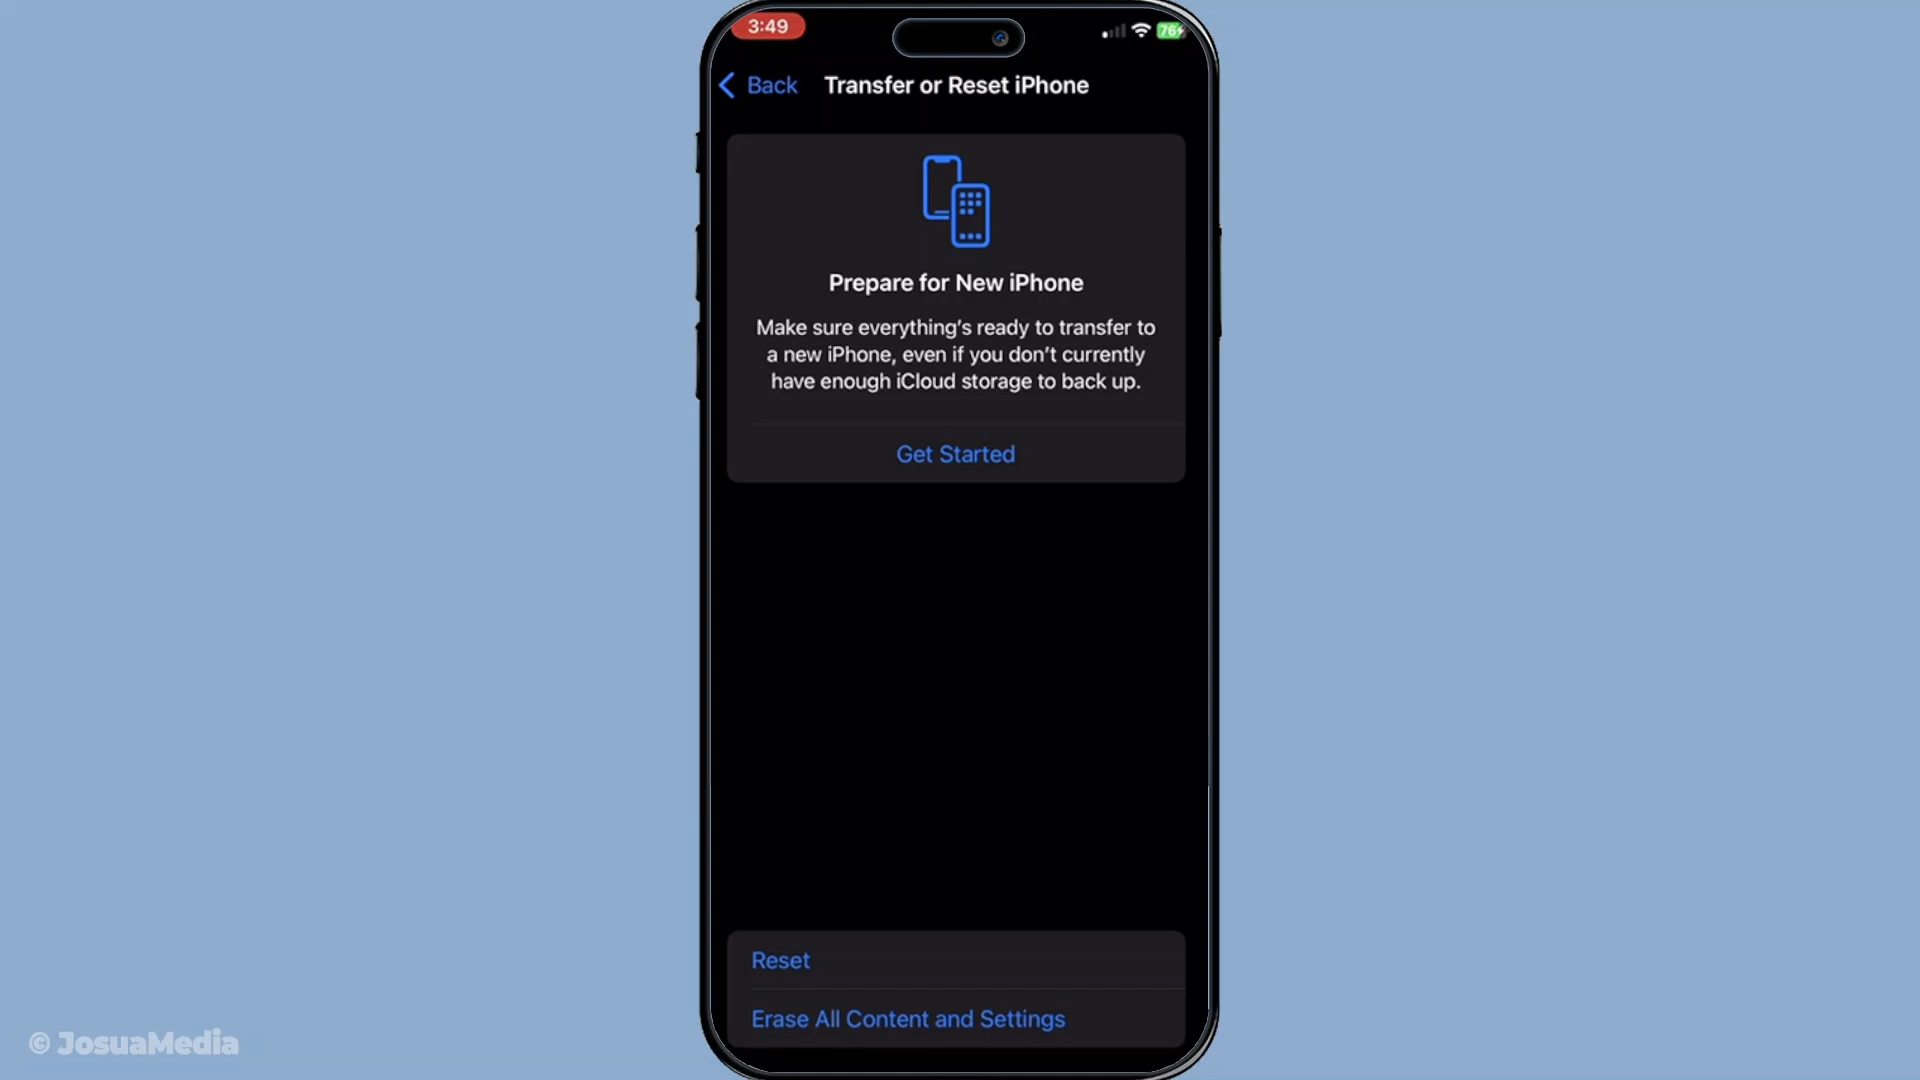 3:49
76
Back
Transfer or Reset iPhone
Prepare for New iPhone
Make sure everything's ready to transfer to
a new iPhone, even if you don't currently
have enough iCloud storage to back up.
Get Started
Reset
Erase All Content and Settings
© JosuaMedia